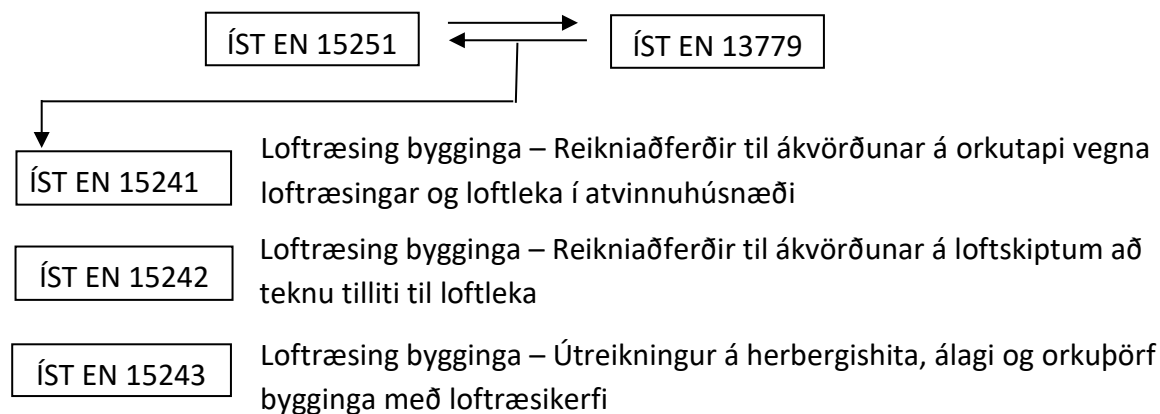 ÍST EN 15251
ÍST EN 13779
ÍST EN 15241
Loftræsing bygginga – Reikniaðferðir til ákvörðunar á orkutapi vegna
loftræsingar og loftleka í atvinnuhúsnæði
ÍST EN 15242
Loftræsing bygginga – Reikniaðferðir til ákvörðunar á loftskiptum að
teknu tilliti til loftleka
ÍST EN 15243
Loftræsing bygginga – Útreikningur á herbergishita, álagi og orkuþörf
bygginga með loftræsikerfi